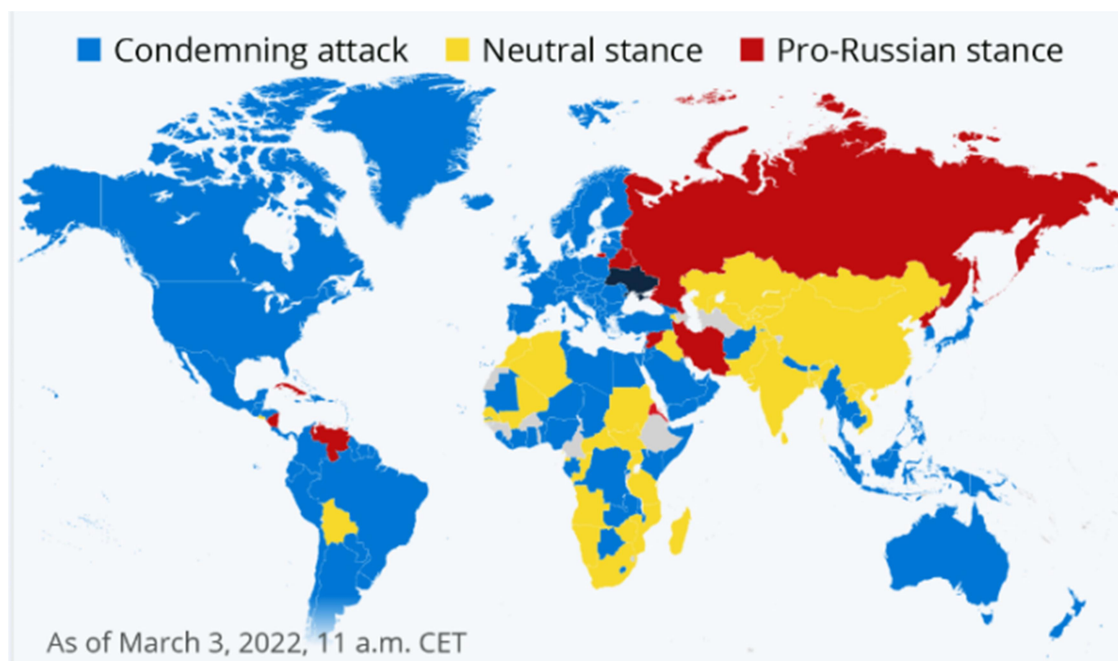 Condemning attack Neutral stance Pro-Russian stance
As of March 3, 2022, 11 a.m. CET